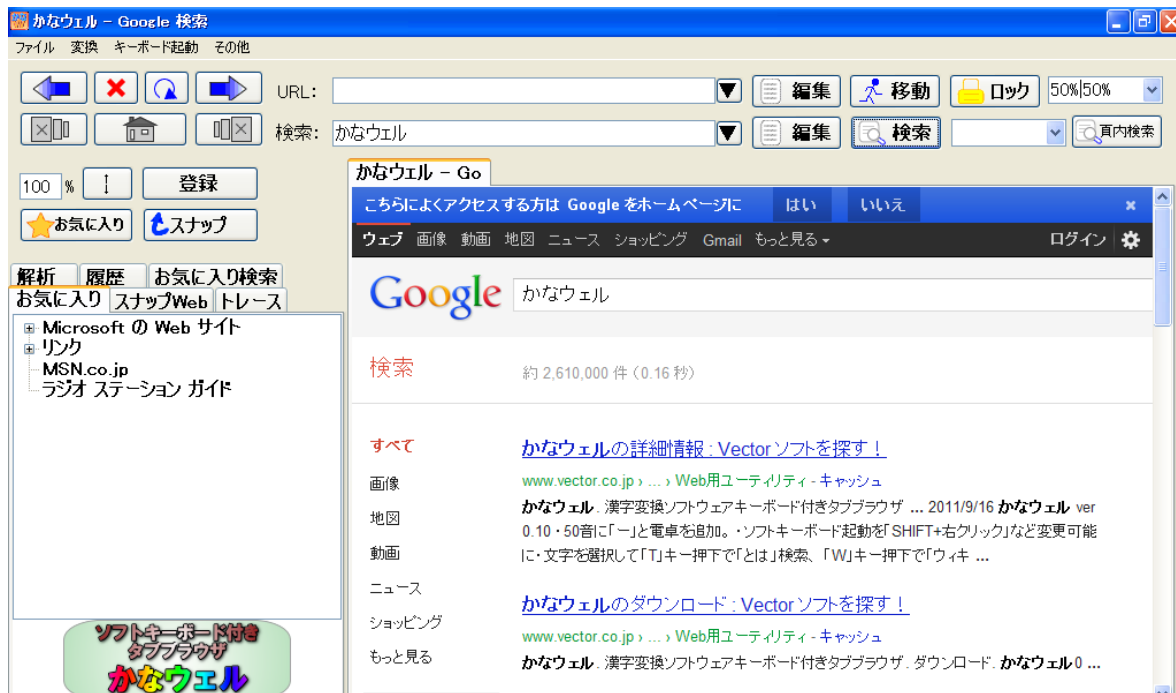 かなウェル - Google 検索
ファイル 変換 キーボード起動 その他
URL: 編集 移動 ロック 50%|50%
検索: かなウェル 編集 検索 頁内検索
100 % 登録
お気に入り スナップ
解析 履歴 お気に入り検索
お気に入り スナップWeb トレース
Microsoft の Web サイト
リンク
MSN.co.jp
ラジオ ステーション ガイド
ソフトキーボード付き
タブブラウザ
かなウェル
かなウェル - Go
こちらによくアクセスする方は Google をホームページに はい いいえ ×
ウェブ 画像 動画 地図 ニュース ショッピング Gmail もっと見る ログイン
Google かなウェル
検索 約 2,610,000 件 (0.16 秒)
すべて
画像
地図
動画
ニュース
ショッピング
もっと見る
かなウェルの詳細情報 : Vector ソフトを探す！
www.vector.co.jp › ... › Web用ユーティリティ - キャッシュ
かなウェル. 漢字変換ソフトウェアキーボード付きタブブラウザ ... 2011/9/16 かなウェル ver
0.10・50音に「ー」と電卓を追加。・ソフトキーボード起動を「SHIFT+右クリック」など変更可能
に・文字を選択して「T」キー押下で「とは」検索、「W」キー押下で「ウィキ ...
かなウェルのダウンロード : Vector ソフトを探す！
www.vector.co.jp › ... › Web用ユーティリティ - キャッシュ
かなウェル. 漢字変換ソフトウェアキーボード付きタブブラウザ. ダウンロード. かなウェル0 ...